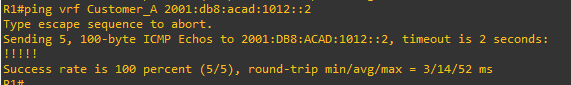 R1#ping vrf Customer_A 2001:db8:acad:1012::2
Type escape sequence to abort.
Sending 5, 100-byte ICMP Echos to 2001:DB8:ACAD:1012::2, timeout is 2 seconds:
!!!!!
Success rate is 100 percent (5/5), round-trip min/avg/max = 3/14/52 ms
R1#